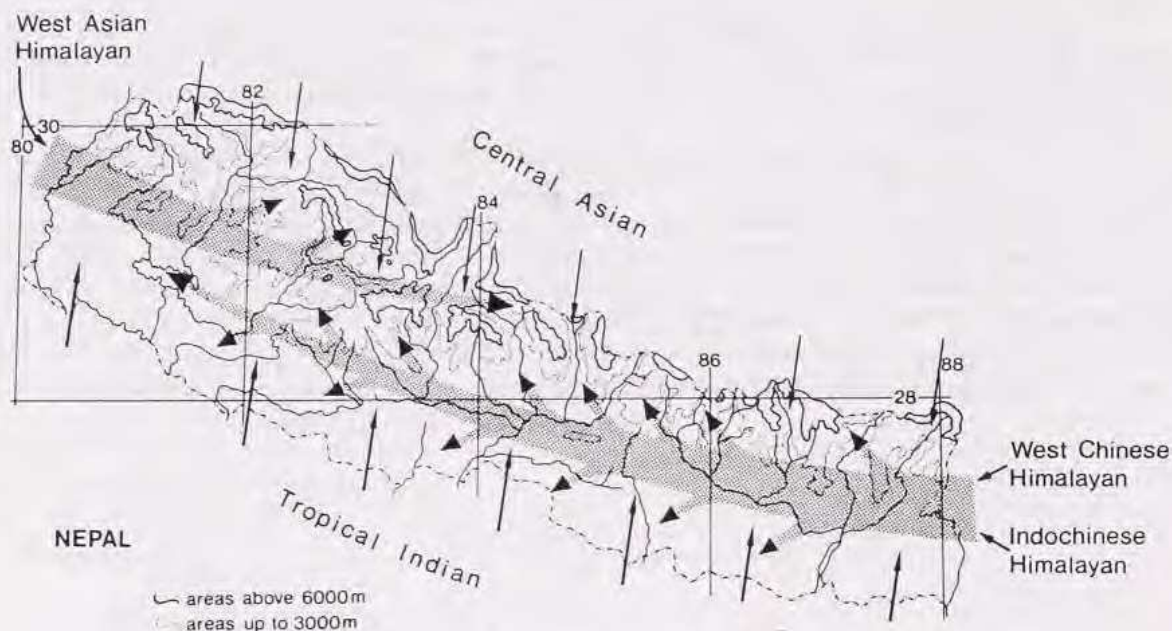 West Asian
Himalayan
82
30
80
Central Asian
84
86
88
28
West Chinese
Himalayan
Indochinese
Himalayan
Tropical Indian
NEPAL
areas above 6000m
areas up to 3000m